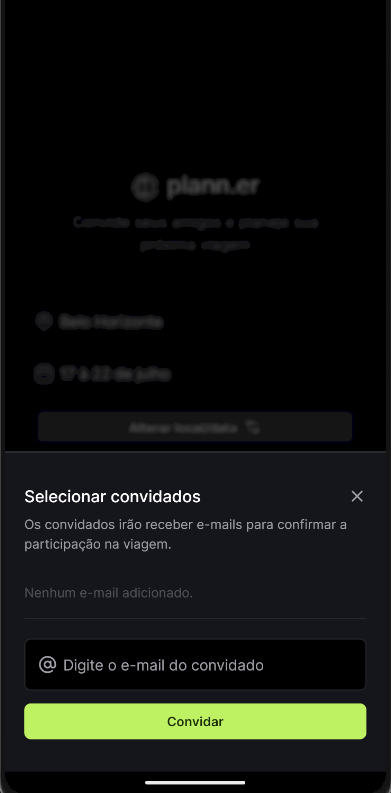 plann.er
Convide seus amigos e planeje sua
próxima viagem
Belo Horizonte
17 à 22 de julho
Alterar local/data
Selecionar convidados
Os convidados irão receber e-mails para confirmar a
participação na viagem.
Nenhum e-mail adicionado.
Digite o e-mail do convidado
Convidar